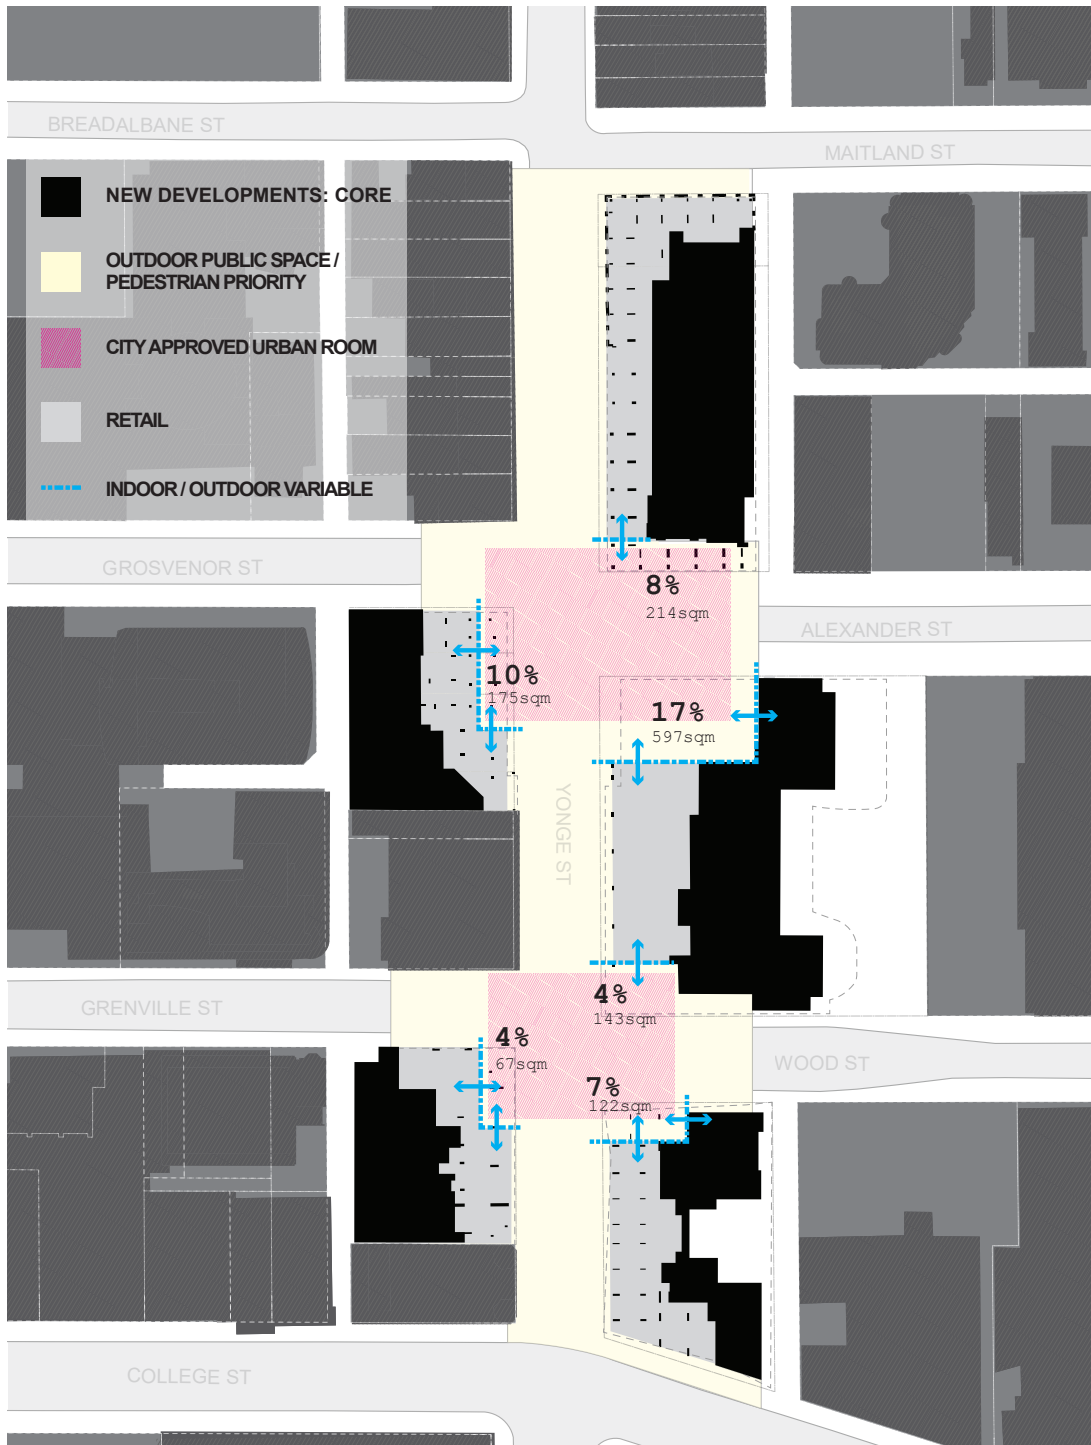 BREADALBANE ST
MAITLAND ST
NEW DEVELOPMENTS: CORE
OUTDOOR PUBLIC SPACE /
PEDESTRIAN PRIORITY
CITY APPROVED URBAN ROOM
RETAIL
INDOOR / OUTDOOR VARIABLE
GROSVENOR ST
8%
214sqm
ALEXANDER ST
10%
175sqm
17%
597sqm
YONGE ST
GRENVILLE ST
4%
143sqm
4%
67sqm
WOOD ST
7%
122sqm
COLLEGE ST